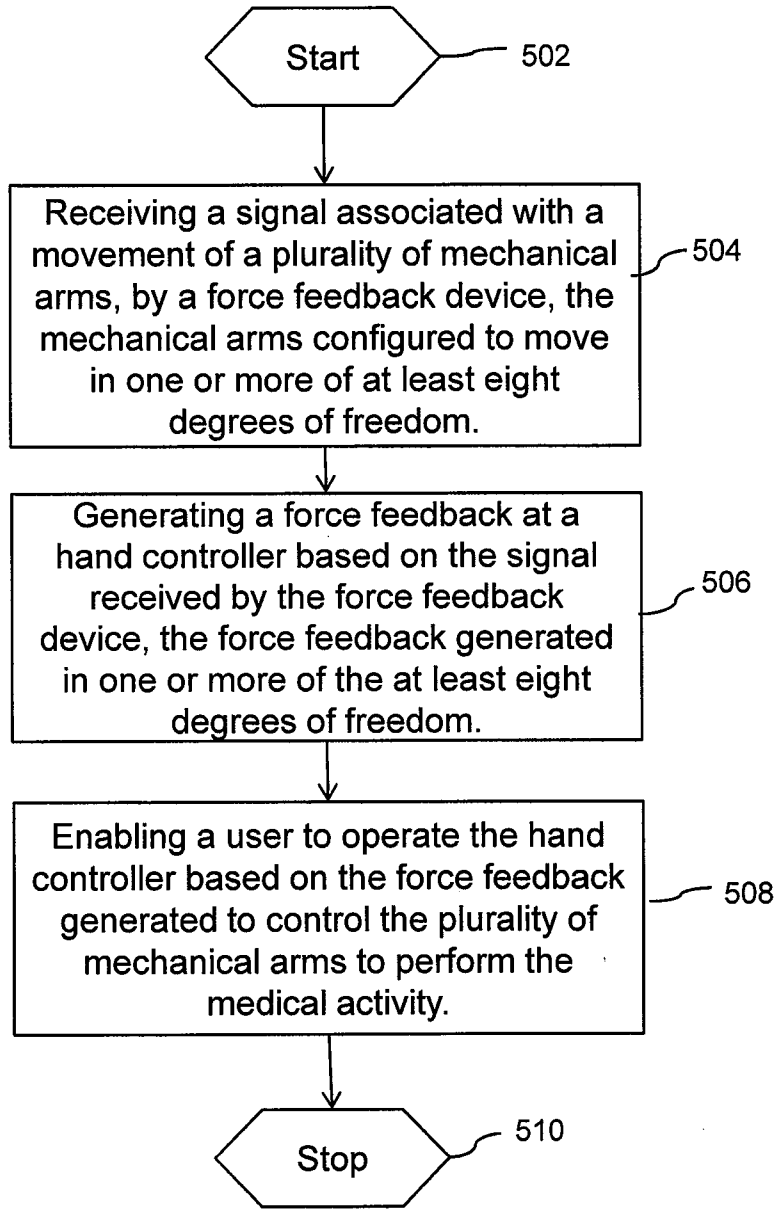 Start
502
Receiving a signal associated with a
movement of a plurality of mechanical
arms, by a force feedback device, the
mechanical arms configured to move
in one or more of at least eight
degrees of freedom.
504
Generating a force feedback at a
hand controller based on the signal
received by the force feedback
device, the force feedback generated
in one or more of the at least eight
degrees of freedom.
506
Enabling a user to operate the hand
controller based on the force feedback
generated to control the plurality of
mechanical arms to perform the
medical activity.
508
Stop
510